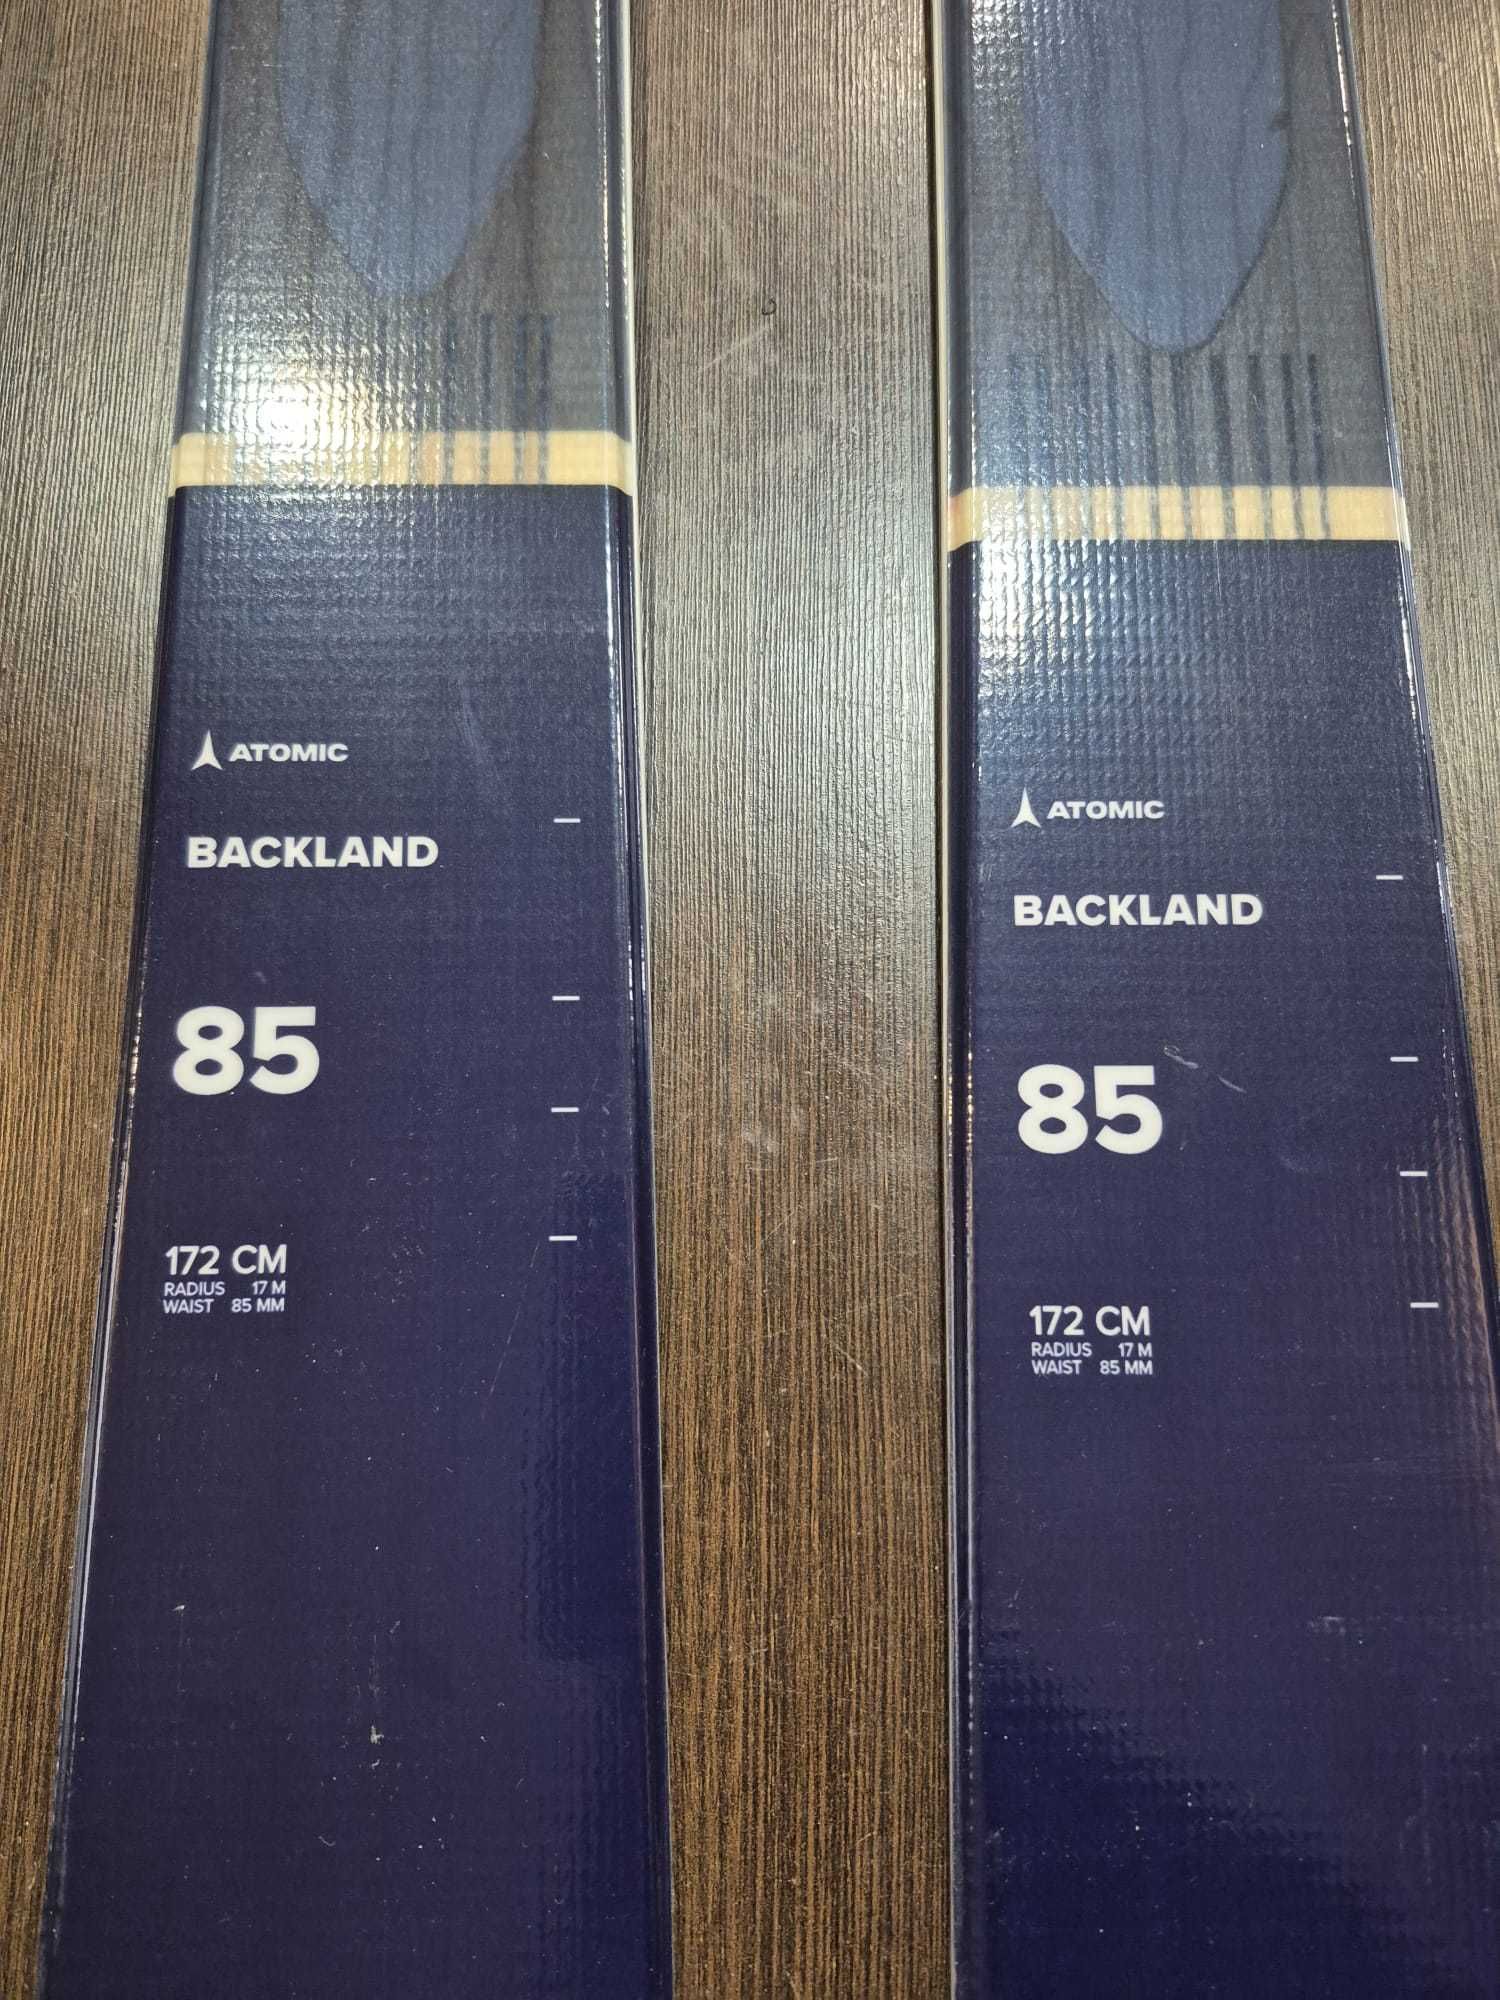 ATOMIC
BACKLAND
85
172 CM
RADIUS 17 M
WAIST 85 MM
ATOMIC
BACKLAND
85
172 CM
RADIUS 17 M
WAIST 85 MM